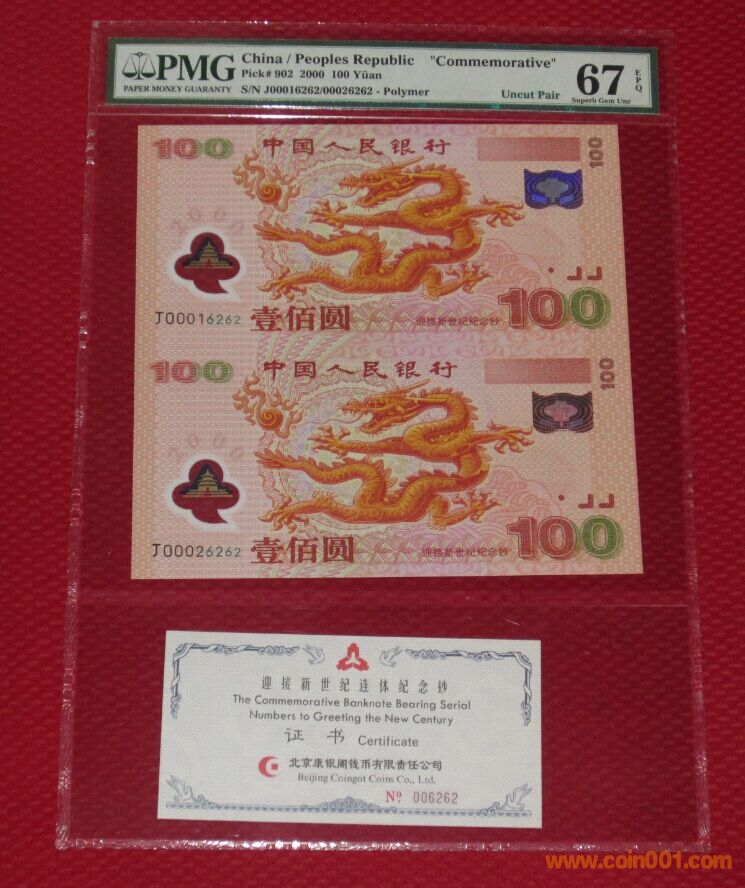 PMG
PAPER MONEY GUARANTY
China / Peoples Republic "Commemorative"
Pick# 902 2000 100 Yüan
S/N J00016262/00026262 - Polymer
Uncut Pair
67
EPQ
Superb Gem Unc
100 中国人民银行 100
2000
J00016262 壹佰圆 迎接新世纪纪念钞 100
100 中国人民银行 100
2000
J00026262 壹佰圆 迎接新世纪纪念钞 100
迎接新世纪连体纪念钞
The Commemorative Banknote Bearing Serial
Numbers to Greeting the New Century
证书 Certificate
北京康银阁钱币有限责任公司
Beijing Coingot Coins Co., Ltd.
Nº 006262
www.coin001.com